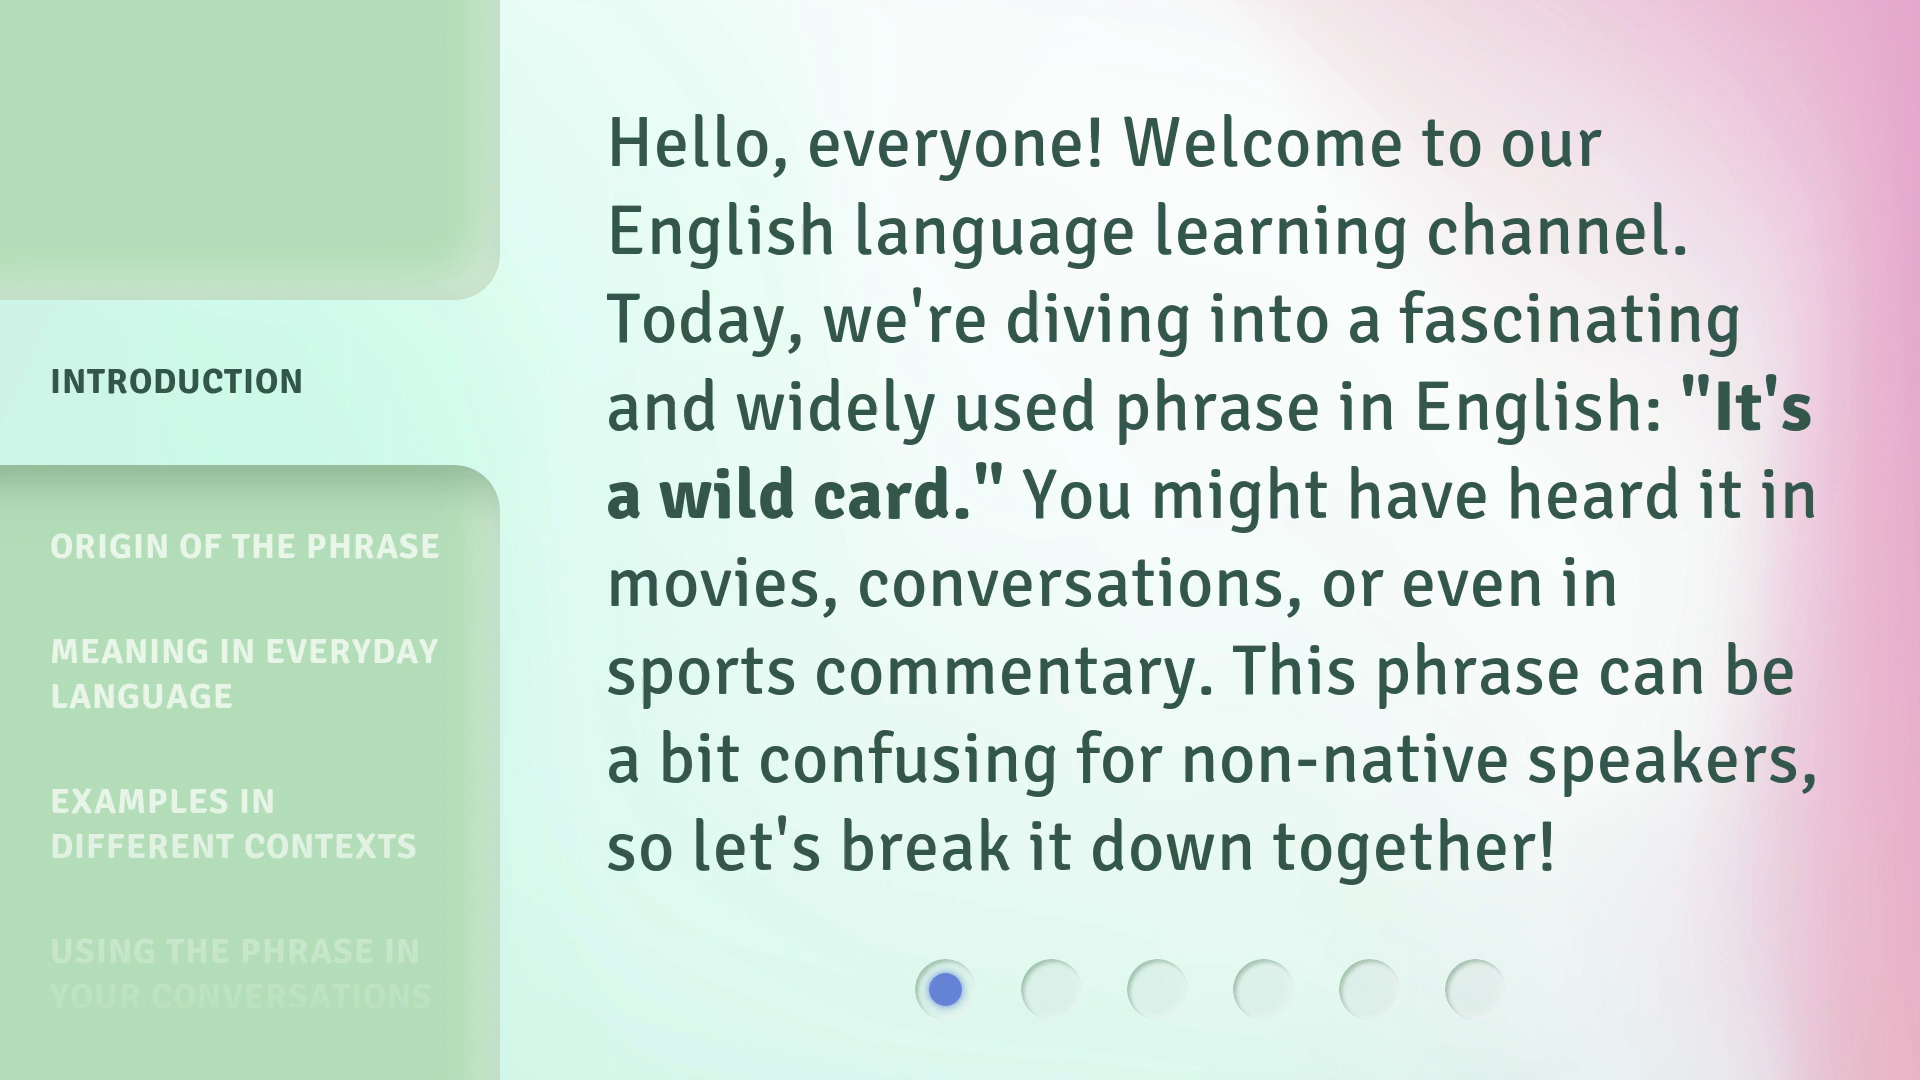 INTRODUCTION
ORIGIN OF THE PHRASE
MEANING IN EVERYDAY
LANGUAGE
EXAMPLES IN
DIFFERENT CONTEXTS
USING THE PHRASE IN
YOUR CONVERSATIONS
Hello, everyone! Welcome to our
English language learning channel.
Today, we're diving into a fascinating
and widely used phrase in English: "It's
a wild card." You might have heard it in
movies, conversations, or even in
sports commentary. This phrase can be
a bit confusing for non-native speakers,
so let's break it down together!